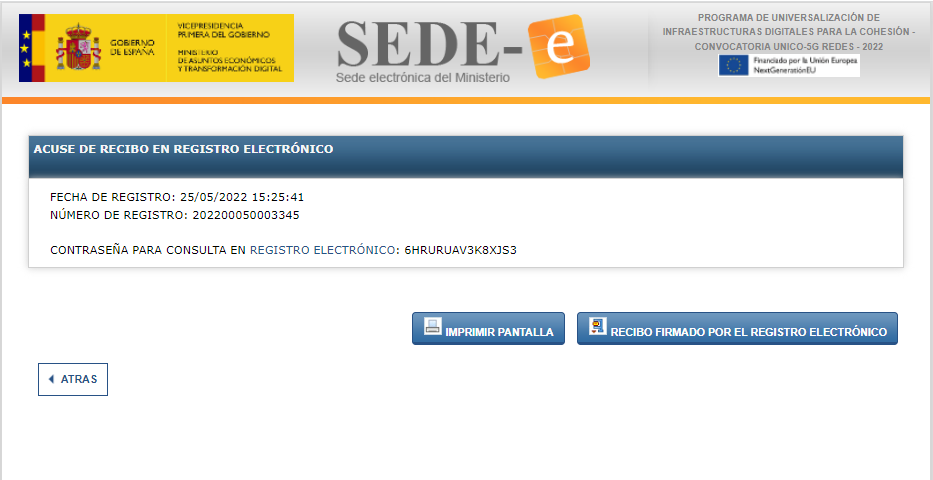 GOBIERNO
DE ESPAÑA
VICEPRESIDENCIA
PRIMERA DEL GOBIERNO
MINISTERIO
DE ASUNTOS ECONÓMICOS
Y TRANSFORMACIÓN DIGITAL
SEDE-e
Sede electrónica del Ministerio
PROGRAMA DE UNIVERSALIZACIÓN DE
INFRAESTRUCTURAS DIGITALES PARA LA COHESIÓN -
CONVOCATORIA UNICO-5G REDES - 2022
Financiado por la Unión Europea
NextGenerationEU
ACUSE DE RECIBO EN REGISTRO ELECTRÓNICO
FECHA DE REGISTRO: 25/05/2022 15:25:41
NÚMERO DE REGISTRO: 202200050003345
CONTRASEÑA PARA CONSULTA EN REGISTRO ELECTRÓNICO: 6HRURUAV3K8XJS3
IMPRIMIR PANTALLA
RECIBO FIRMADO POR EL REGISTRO ELECTRÓNICO
ATRAS